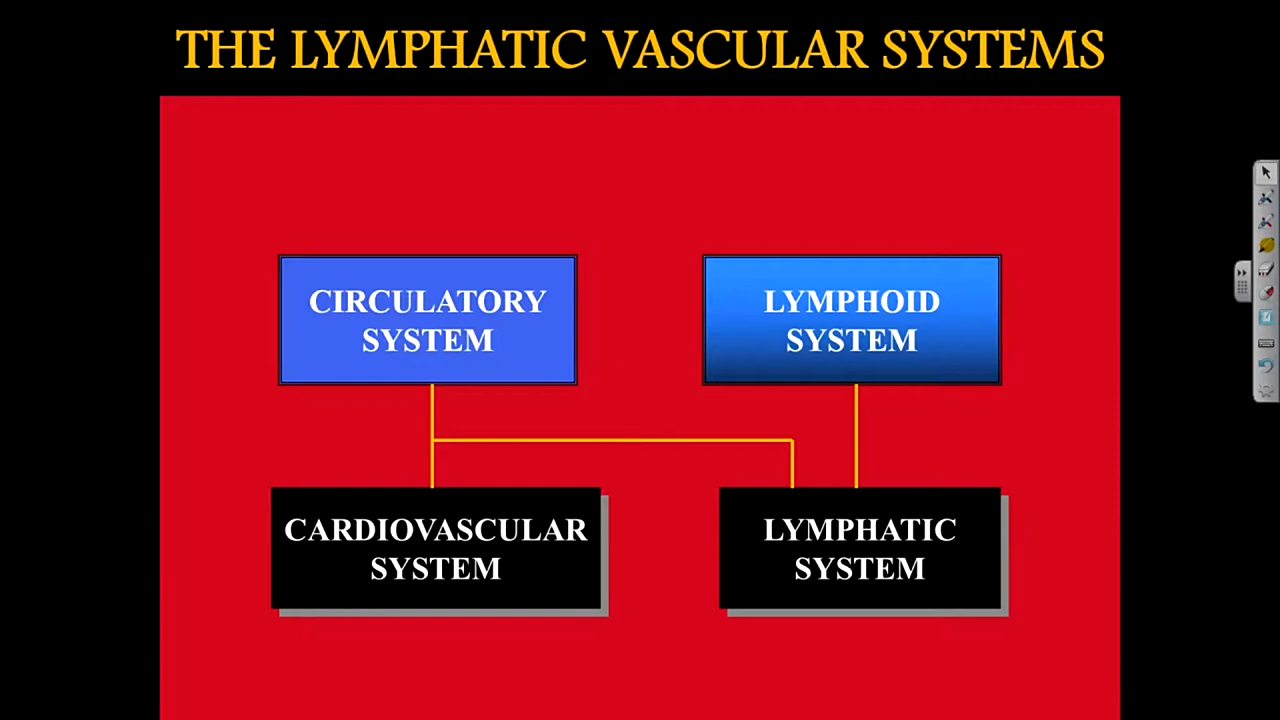 THE LYMPHATIC VASCULAR SYSTEMS
CIRCULATORY
SYSTEM
LYMPHOID
SYSTEM
CARDIOVASCULAR
SYSTEM
LYMPHATIC
SYSTEM